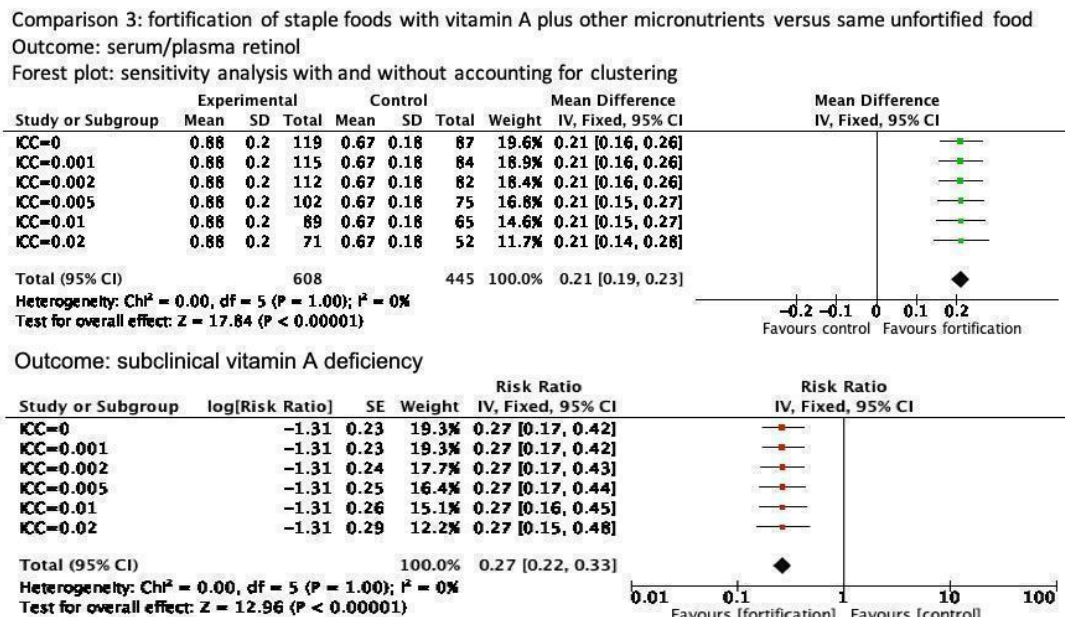 Comparison 3: fortification of staple foods with vitamin A plus other micronutrients versus same unfortified food
Outcome: serum/plasma retinol
Forest plot: sensitivity analysis with and without accounting for clustering
Experimental Control Mean Difference Mean Difference
Study or Subgroup Mean SD Total Mean SD Total Weight IV, Fixed, 95% CI IV, Fixed, 95% CI
ICC=0 0.88 0.2 119 0.67 0.18 87 19.6% 0.21 [0.16, 0.26]
ICC=0.001 0.88 0.2 115 0.67 0.18 84 18.9% 0.21 [0.16, 0.26]
ICC=0.002 0.88 0.2 112 0.67 0.18 82 18.4% 0.21 [0.16, 0.26]
ICC=0.005 0.88 0.2 102 0.67 0.18 75 16.8% 0.21 [0.15, 0.27]
ICC=0.01 0.88 0.2 89 0.67 0.18 65 14.6% 0.21 [0.15, 0.27]
ICC=0.02 0.88 0.2 71 0.67 0.18 52 11.7% 0.21 [0.14, 0.28]
Total (95% CI) 608 445 100.0% 0.21 [0.19, 0.23]
Heterogeneity: Chi² = 0.00, df = 5 (P = 1.00); I² = 0%
Test for overall effect: Z = 17.84 (P < 0.00001)
-0.2 -0.1 0 0.1 0.2
Favours control Favours fortification
Outcome: subclinical vitamin A deficiency
Risk Ratio Risk Ratio
Study or Subgroup log[Risk Ratio] SE Weight IV, Fixed, 95% CI IV, Fixed, 95% CI
ICC=0 -1.31 0.23 19.3% 0.27 [0.17, 0.42]
ICC=0.001 -1.31 0.23 19.3% 0.27 [0.17, 0.42]
ICC=0.002 -1.31 0.24 17.7% 0.27 [0.17, 0.43]
ICC=0.005 -1.31 0.25 16.4% 0.27 [0.17, 0.44]
ICC=0.01 -1.31 0.26 15.1% 0.27 [0.16, 0.45]
ICC=0.02 -1.31 0.29 12.2% 0.27 [0.15, 0.48]
Total (95% CI) 100.0% 0.27 [0.22, 0.33]
Heterogeneity: Chi² = 0.00, df = 5 (P = 1.00); I² = 0%
Test for overall effect: Z = 12.96 (P < 0.00001)
0.01 0.1 1 10 100
Favours [fortification] Favours [control]